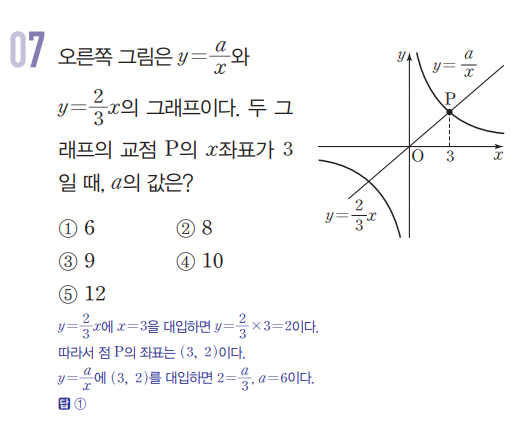 07
오른쪽 그림은 y=a/x와
y=2/3x의 그래프이다. 두 그
래프의 교점 P의 x좌표가 3
일 때, a의 값은?
① 6 ② 8
③ 9 ④ 10
⑤ 12
y
y=a/x
P
O 3 x
y=2/3x
y=2/3x에 x=3을 대입하면 y=2/3×3=2이다.
따라서 점 P의 좌표는 (3, 2)이다.
y=a/x에 (3, 2)를 대입하면 2=a/3, a=6이다.
답 ①